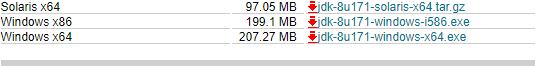 Solaris x64 97.05 MB jdk-8u171-solaris-x64.tar.gz
Windows x86 199.1 MB jdk-8u171-windows-i586.exe
Windows x64 207.27 MB jdk-8u171-windows-x64.exe